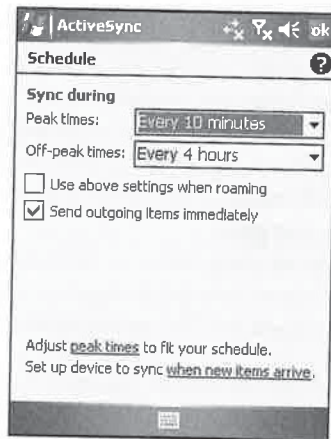 ActiveSync ok
Schedule ?
Sync during
Peak times: Every 10 minutes
Off-peak times: Every 4 hours
Use above settings when roaming
Send outgoing items immediately
Adjust peak times to fit your schedule.
Set up device to sync when new items arrive.